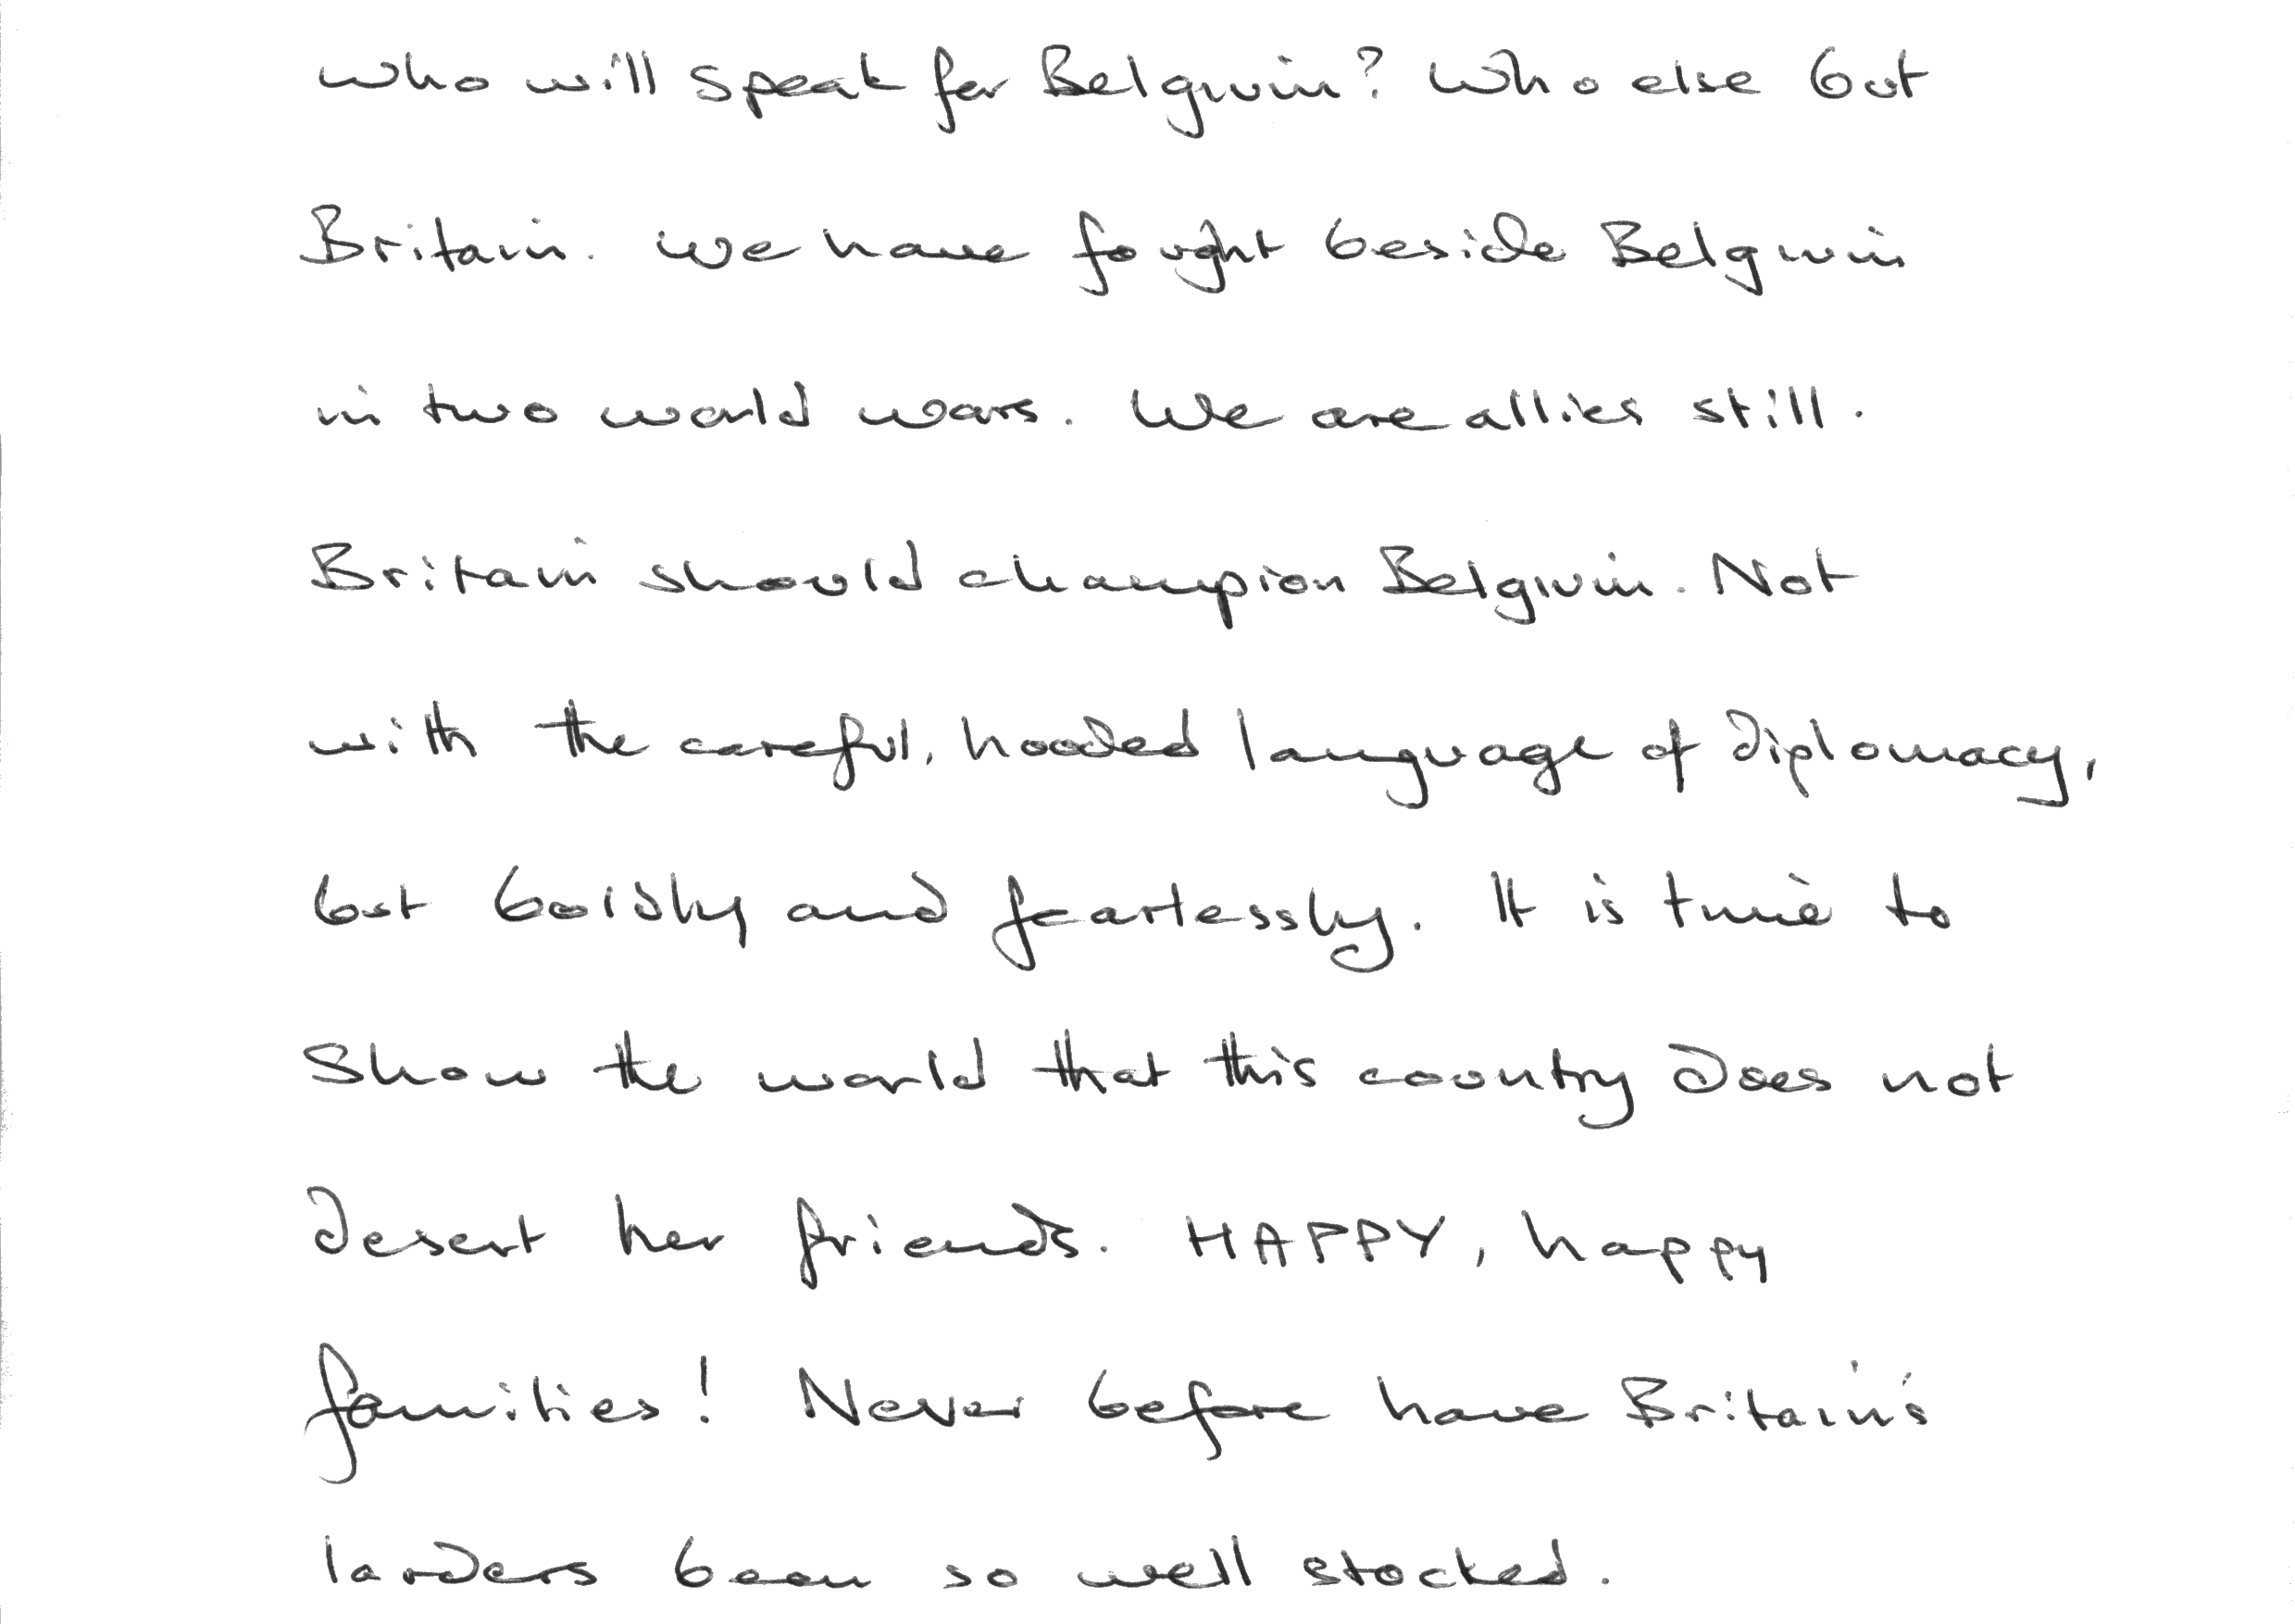 Who will speak for Belgium? Who else but
Britain. We have fought beside Belgium
in two world wars. We are allies still.
Britain should champion Belgium. Not
with the careful, hooded language of diplomacy,
but boldly and fearlessly. It is time to
show the world that this country does not
desert her friends. HAPPY, happy
families! Never before have Britain's
larders been so well stocked.